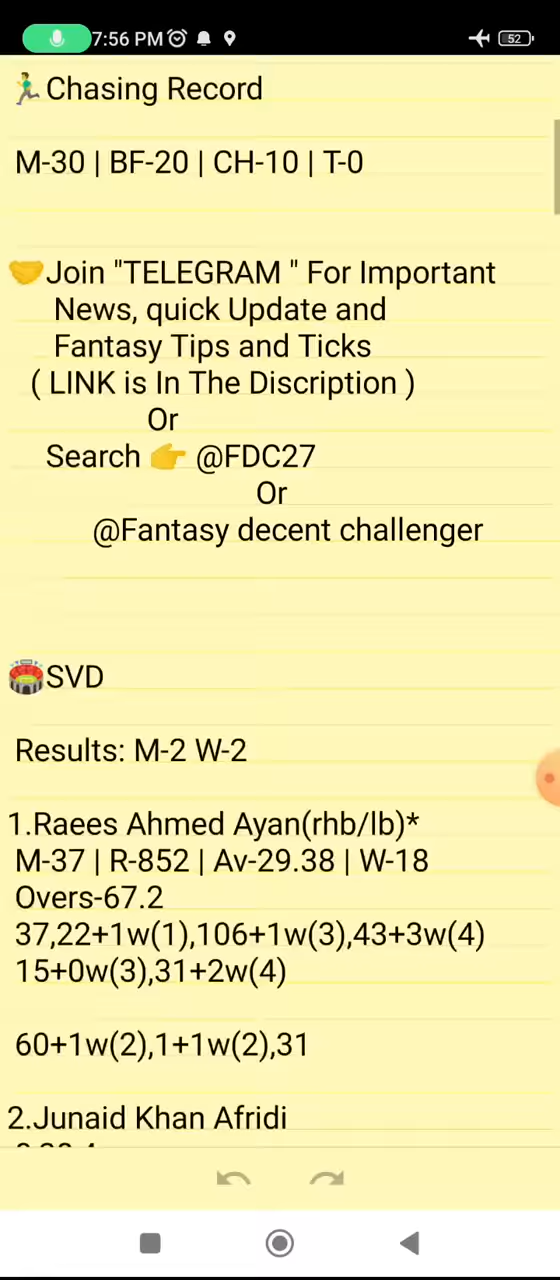 7:56 PM
52
Chasing Record
M-30 | BF-20 | CH-10 | T-0
Join "TELEGRAM " For Important
News, quick Update and
Fantasy Tips and Ticks
( LINK is In The Discription )
Or
Search 👉 @FDC27
Or
@Fantasy decent challenger
SVD
Results: M-2 W-2
1.Raees Ahmed Ayan(rhb/lb)*
M-37 | R-852 | Av-29.38 | W-18
Overs-67.2
37,22+1w(1),106+1w(3),43+3w(4)
15+0w(3),31+2w(4)
60+1w(2),1+1w(2),31
2.Junaid Khan Afridi